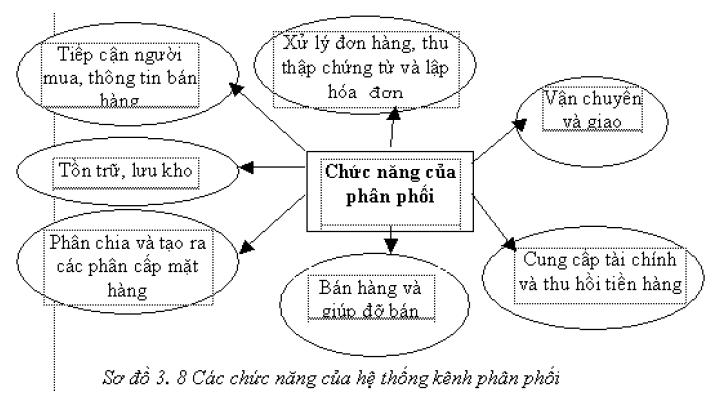 Tiếp cận người
mua, thông tin bán
hàng
Xử lý đơn hàng, thu
thập chứng từ và lập
hóa đơn
Vận chuyển
và giao
Tồn trữ, lưu kho
Chức năng của
phân phối
Phân chia và tạo ra
các phân cấp mặt
hàng
Bán hàng và
giúp đỡ bán
Cung cấp tài chính
và thu hồi tiền hàng
Sơ đồ 3. 8 Các chức năng của hệ thống kênh phân phối